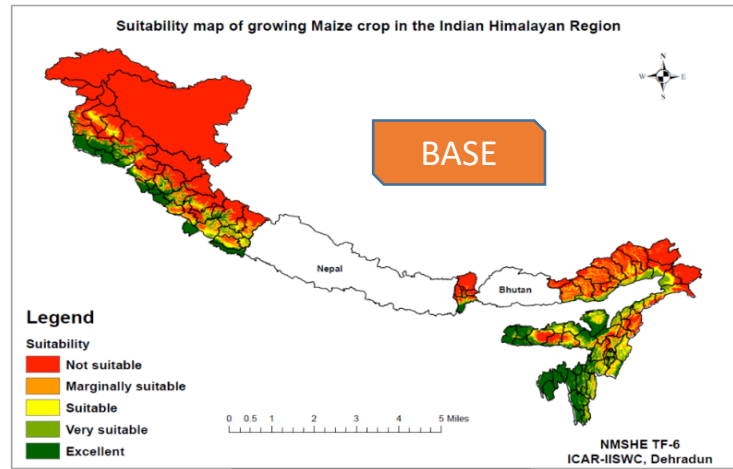 Suitability map of growing Maize crop in the Indian Himalayan Region
N
W E
S
BASE
Nepal
Bhutan
Legend
Suitability
Not suitable
Marginally suitable
Suitable
Very suitable
Excellent
0 0.5 1 2 3 4 5 Miles
NMSHE TF-6
ICAR-IISWC, Dehradun